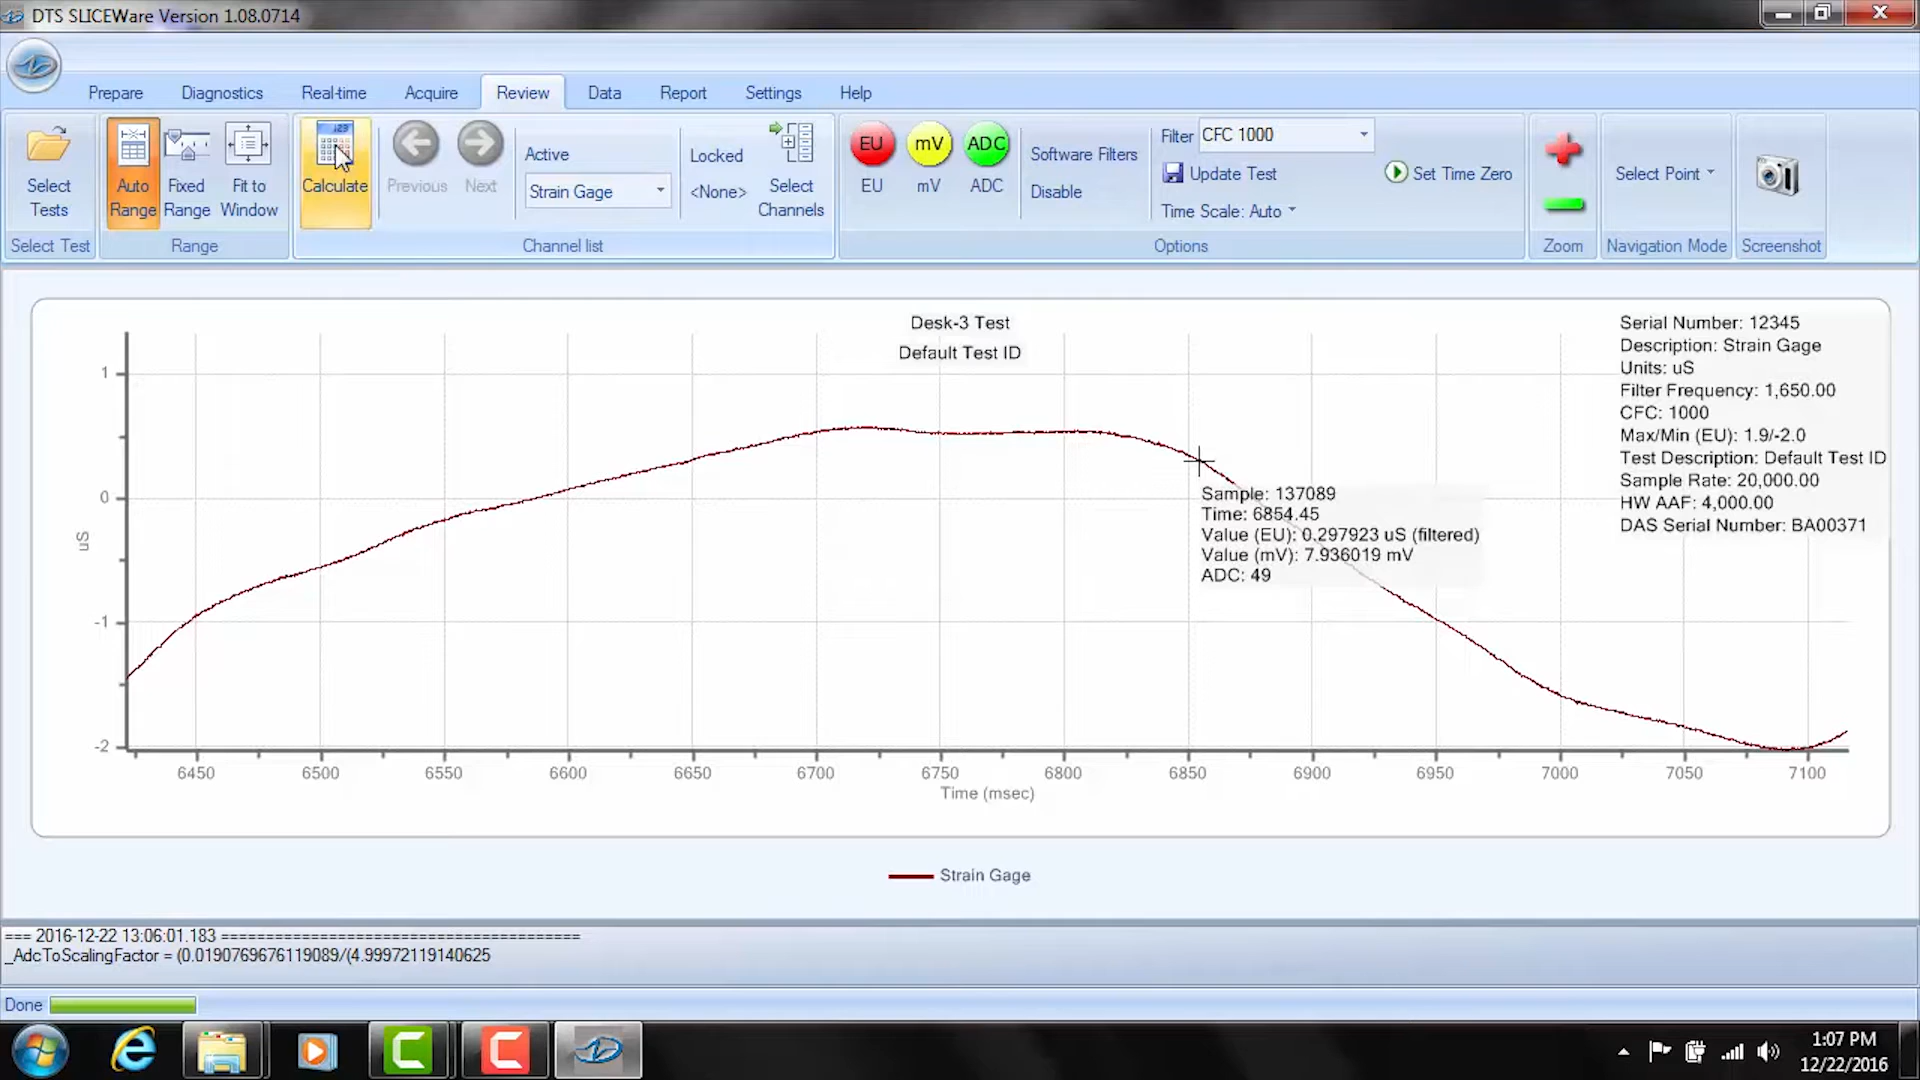 DTS SLICEWare Version 1.08.0714
Prepare Diagnostics Real-time Acquire Review Data Report Settings Help
Select Tests
Select Test
Auto Range
Fixed Range
Fit to Window
Range
123
Calculate
Previous
Next
Active
Strain Gage
Locked
<None>
Select Channels
Channel list
EU
EU
mV
mV
ADC
ADC
Software Filters
Disable
Filter CFC 1000
Update Test
Time Scale: Auto
Set Time Zero
Options
Zoom
Select Point
Navigation Mode
Screenshot
Desk-3 Test
Default Test ID
Serial Number: 12345
Description: Strain Gage
Units: uS
Filter Frequency: 1,650.00
CFC: 1000
Max/Min (EU): 1.9/-2.0
Test Description: Default Test ID
Sample Rate: 20,000.00
HW AAF: 4,000.00
DAS Serial Number: BA00371
1
0
-1
-2
uS
Sample: 137089
Time: 6854.45
Value (EU): 0.297923 uS (filtered)
Value (mV): 7.936019 mV
ADC: 49
6450 6500 6550 6600 6650 6700 6750 6800 6850 6900 6950 7000 7050 7100
Time (msec)
Strain Gage
=== 2016-12-22 13:06:01.183 ========================================
_AdcToScalingFactor = (0.0190769676119089/(4.99972119140625
Done
1:07 PM
12/22/2016